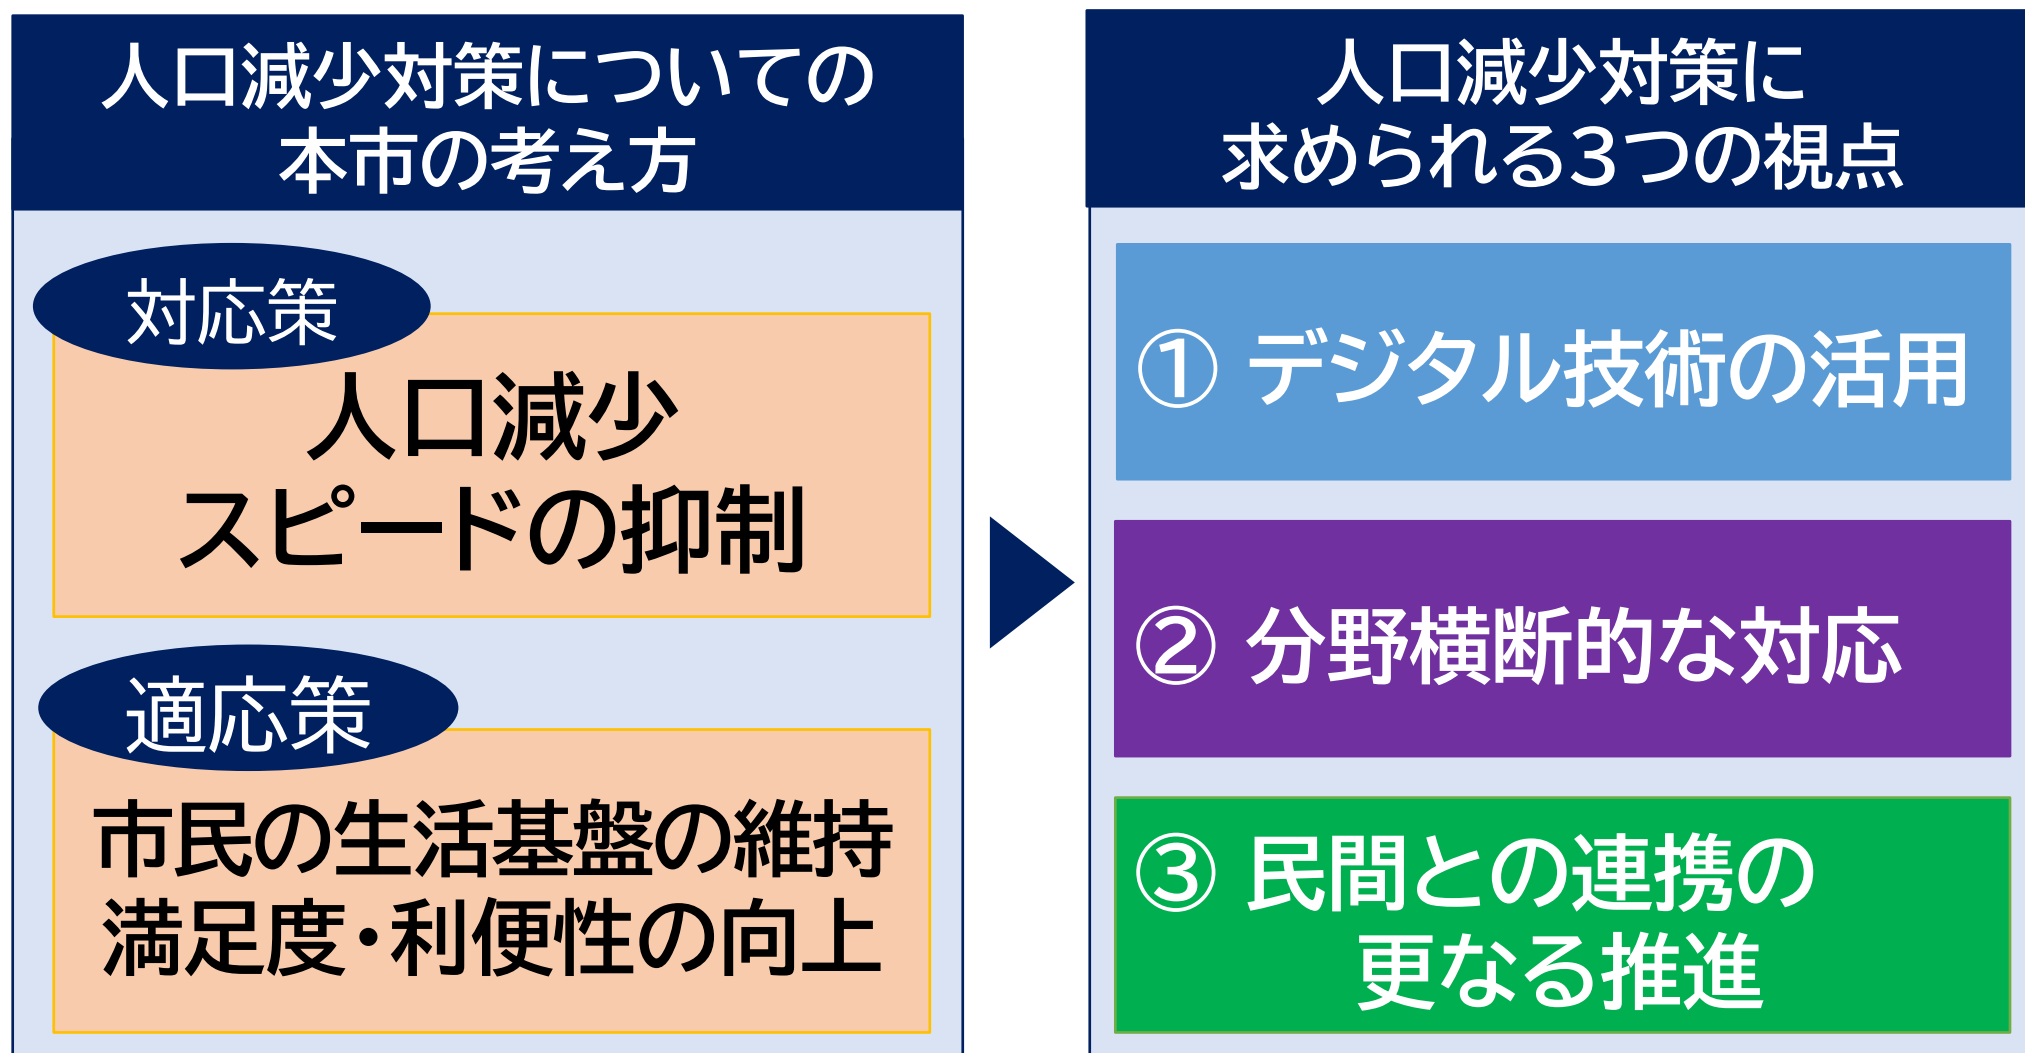 人口減少対策についての
本市の考え方
対応策
人口減少
スピードの抑制
適応策
市民の生活基盤の維持
満足度・利便性の向上
人口減少対策に
求められる3つの視点
① デジタル技術の活用
② 分野横断的な対応
③ 民間との連携の
更なる推進